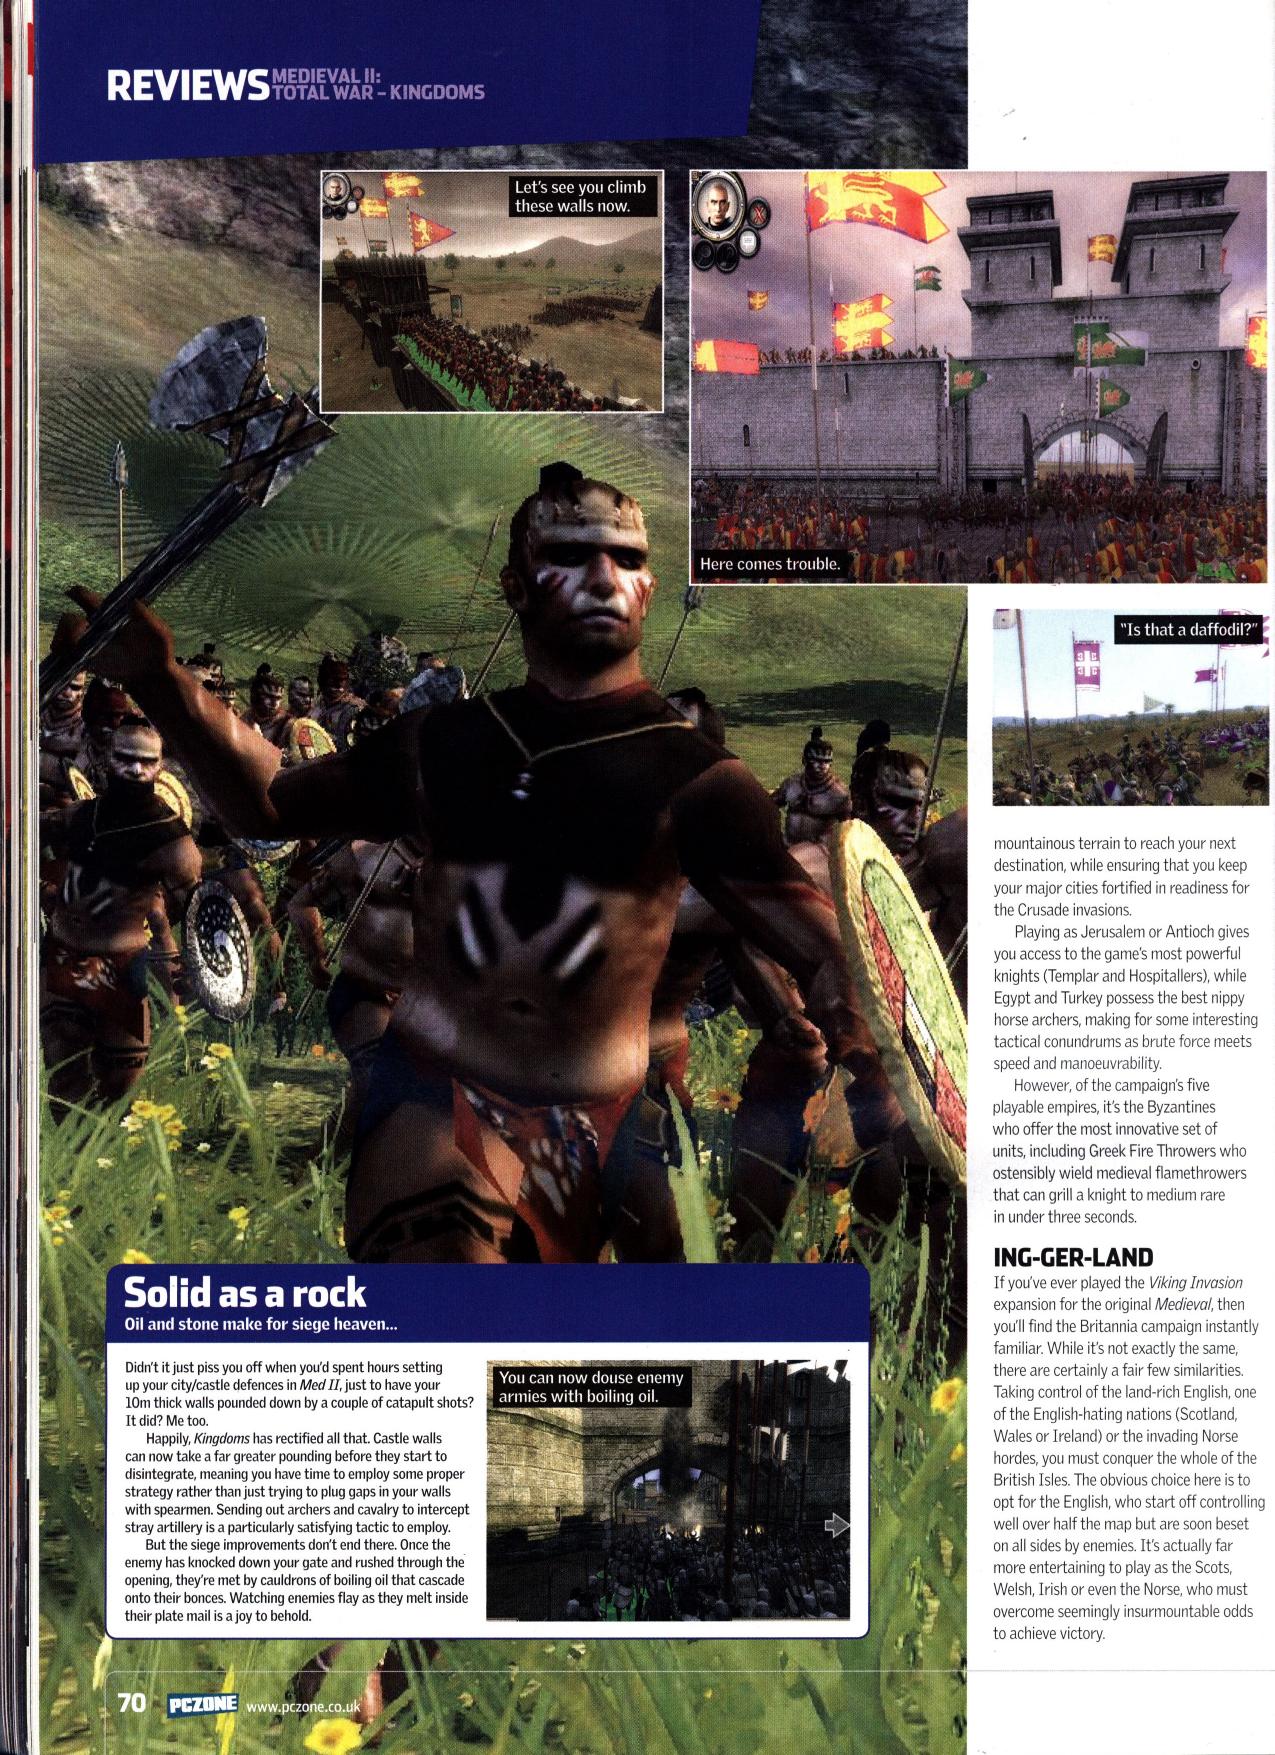 REVIEWS MEDIEVAL II:
TOTAL WAR – KINGDOMS
Let's see you climb
these walls now.
Here comes trouble.
"Is that a daffodil?"
mountainous terrain to reach your next
destination, while ensuring that you keep
your major cities fortified in readiness for
the Crusade invasions.
Playing as Jerusalem or Antioch gives
you access to the game's most powerful
knights (Templar and Hospitallers), while
Egypt and Turkey possess the best nippy
horse archers, making for some interesting
tactical conundrums as brute force meets
speed and manoeuvrability.
However, of the campaign's five
playable empires, it's the Byzantines
who offer the most innovative set of
units, including Greek Fire Throwers who
ostensibly wield medieval flamethrowers
that can grill a knight to medium rare
in under three seconds.
ING-GER-LAND
If you've ever played the Viking Invasion
expansion for the original Medieval, then
you'll find the Britannia campaign instantly
familiar. While it's not exactly the same,
there are certainly a fair few similarities.
Taking control of the land-rich English, one
of the English-hating nations (Scotland,
Wales or Ireland) or the invading Norse
hordes, you must conquer the whole of the
British Isles. The obvious choice here is to
opt for the English, who start off controlling
well over half the map but are soon beset
on all sides by enemies. It's actually far
more entertaining to play as the Scots,
Welsh, Irish or even the Norse, who must
overcome seemingly insurmountable odds
to achieve victory.
Solid as a rock
Oil and stone make for siege heaven...
Didn't it just piss you off when you'd spent hours setting
up your city/castle defences in Med II, just to have your
10m thick walls pounded down by a couple of catapult shots?
It did? Me too.
Happily, Kingdoms has rectified all that. Castle walls
can now take a far greater pounding before they start to
disintegrate, meaning you have time to employ some proper
strategy rather than just trying to plug gaps in your walls
with spearmen. Sending out archers and cavalry to intercept
stray artillery is a particularly satisfying tactic to employ.
But the siege improvements don't end there. Once the
enemy has knocked down your gate and rushed through the
opening, they're met by cauldrons of boiling oil that cascade
onto their bonces. Watching enemies flay as they melt inside
their plate mail is a joy to behold.
You can now douse enemy
armies with boiling oil.
70 PCZONE www.pczone.co.uk